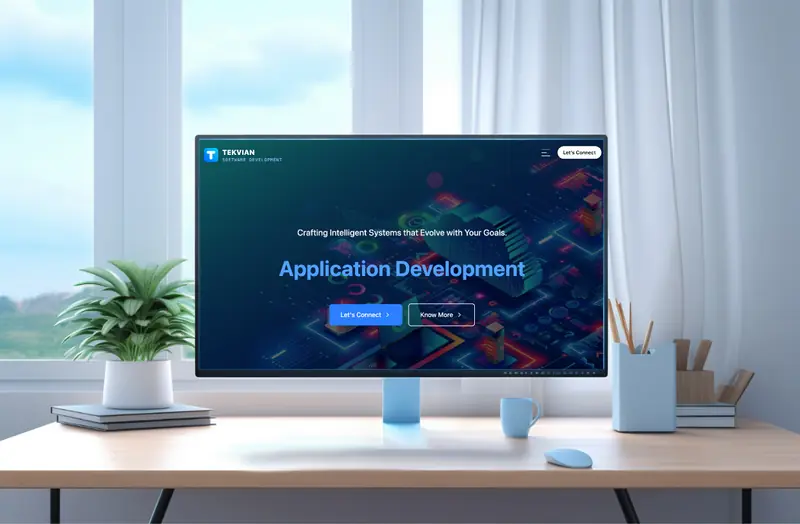 TEKVIAN
SOFTWARE DEVELOPMENT
Let's Connect
Crafting Intelligent Systems that Evolve with Your Goals.
Application Development
Let's Connect >
Know More >